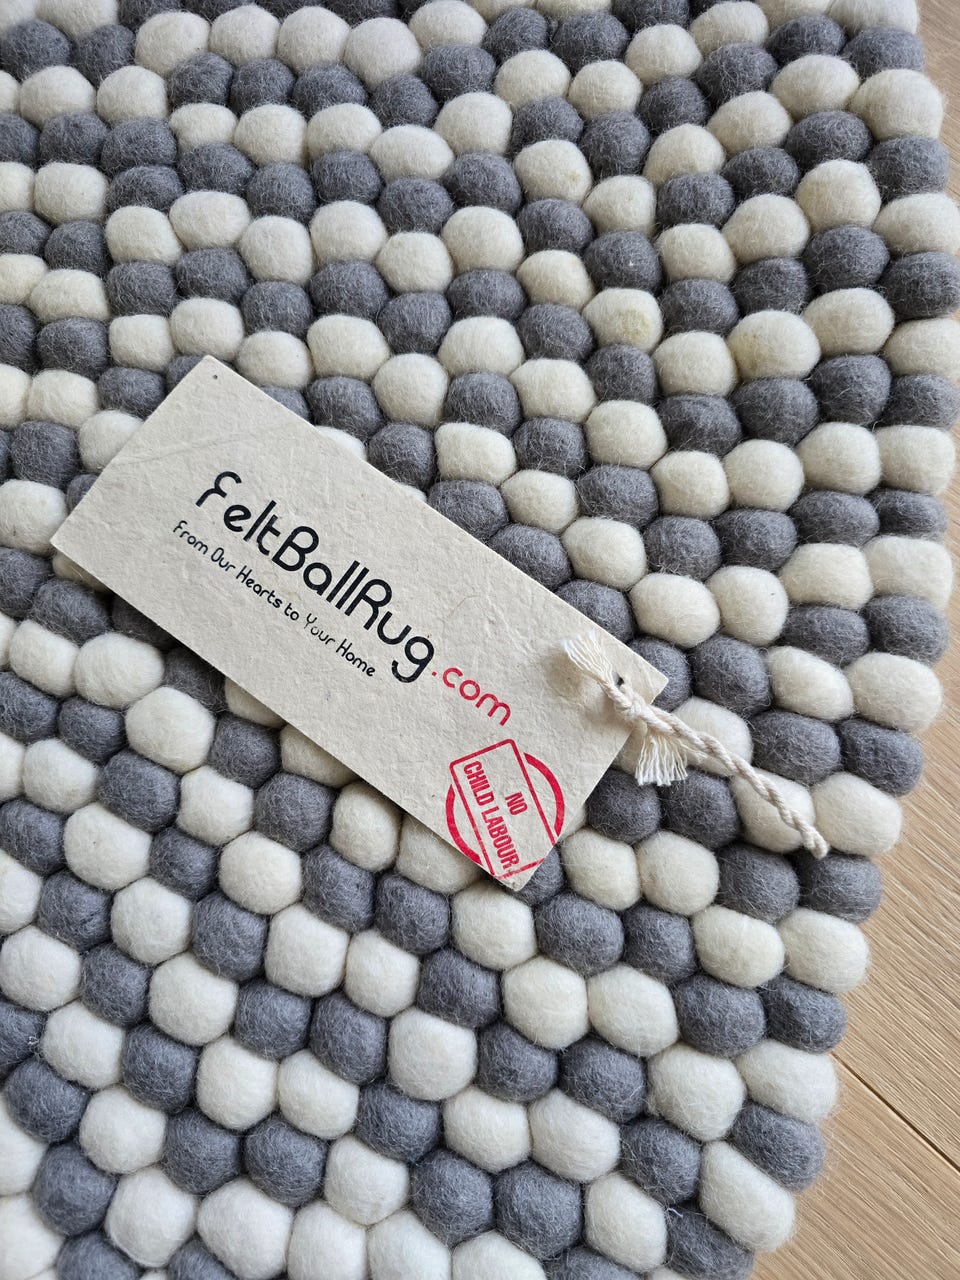 FeltBallRug.com
From Our Hearts to Your Home
NO
CHILD LABOUR